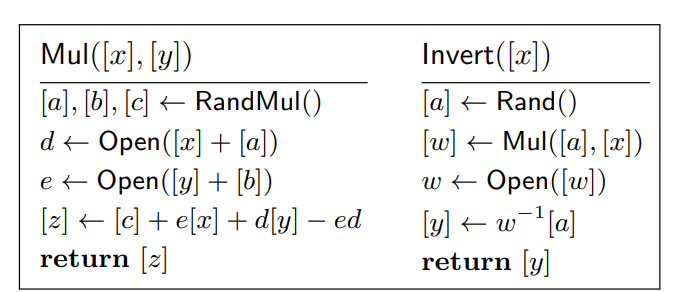 Mul([x], [y])
[a], [b], [c] ← RandMul()
d ← Open([x] + [a])
e ← Open([y] + [b])
[z] ← [c] + e[x] + d[y] − ed
return [z]
Invert([x])
[a] ← Rand()
[w] ← Mul([a], [x])
w ← Open([w])
[y] ← w⁻¹[a]
return [y]